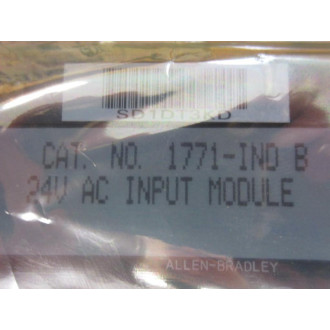 CAT. NO. 1771-IND B
24V AC INPUT MODULE
ALLEN-BRADLEY